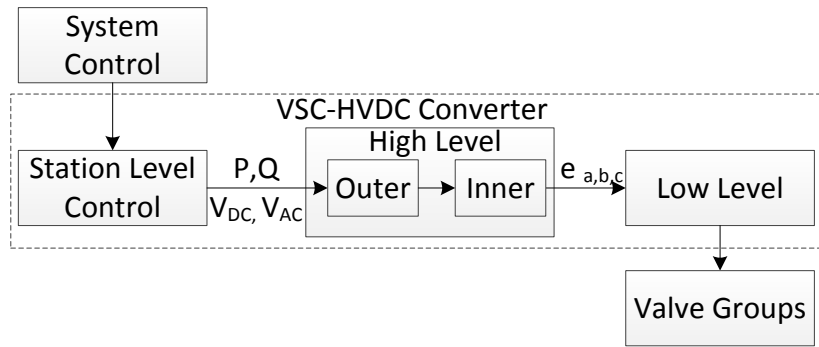 System
Control
VSC-HVDC Converter
High Level
Station Level
Control
P,Q
V_DC, V_AC
Outer
Inner
e a,b,c
Low Level
Valve Groups